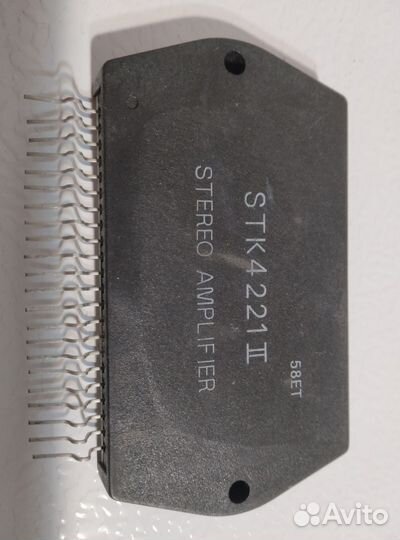 STK4221II
STEREO AMPLIFIER
58ET
Avito